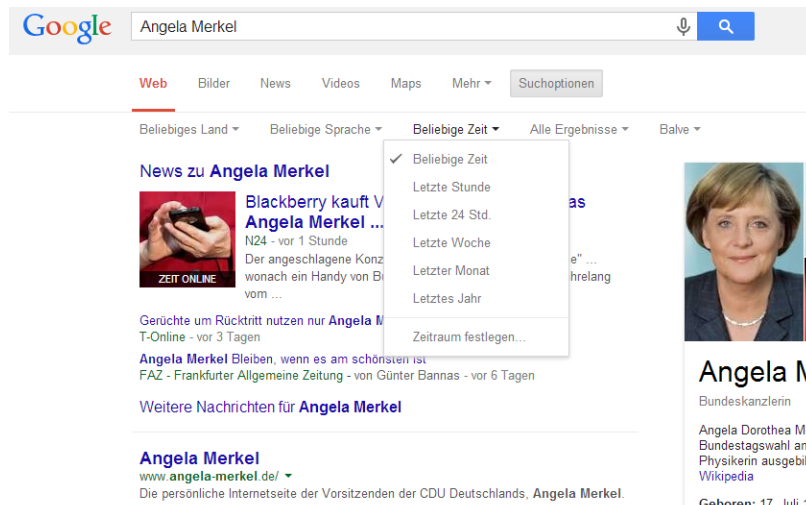 Google
Angela Merkel
Web Bilder News Videos Maps Mehr Suchoptionen
Beliebiges Land Beliebige Sprache Beliebige Zeit Alle Ergebnisse Balve
Beliebige Zeit
Letzte Stunde
Letzte 24 Std.
Letzte Woche
Letzter Monat
Letztes Jahr
Zeitraum festlegen...
News zu Angela Merkel
Blackberry kauft as
Angela Merkel ...
N24 - vor 1 Stunde
Der angeschlagene e" ...
wonach ein Handy von
vom ...
ZEIT ONLINE
Gerüchte um Rücktritt nutzen nur Angela
T-Online - vor 3 Tagen
Angela Merkel Bleiben, wenn es am schönsten ist
FAZ - Frankfurter Allgemeine Zeitung - von Günter Bannas - vor 6 Tagen
Weitere Nachrichten für Angela Merkel
Angela Merkel
www.angela-merkel.de/
Die persönliche Internetseite der Vorsitzenden der CDU Deutschlands, Angela Merkel.
Angela
Bundeskanzlerin
Angela Dorothea
Bundestagswahl
Physikerin
Wikipedia
Geboren: 17. Juli